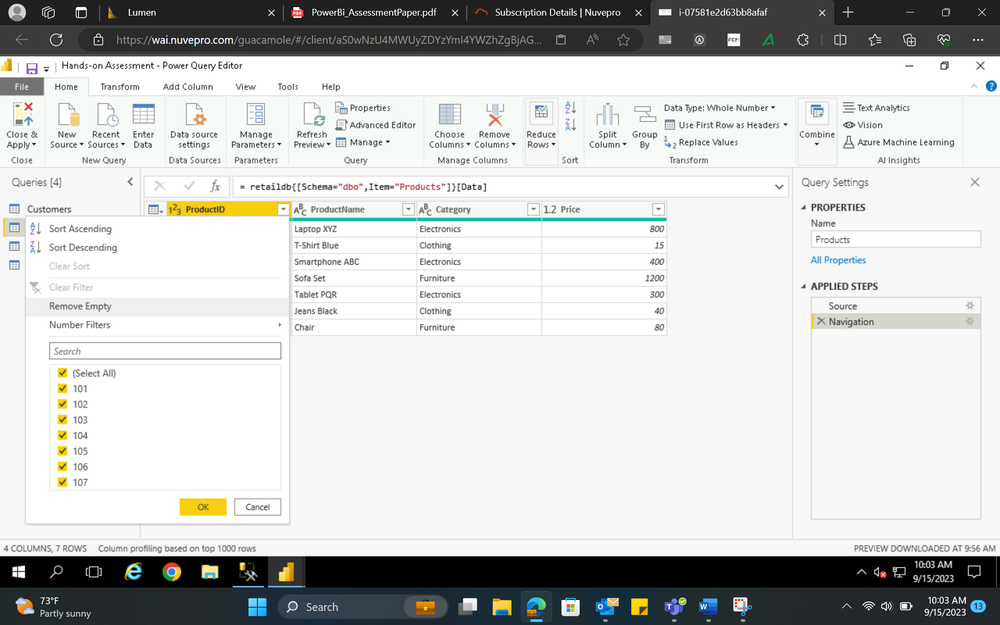 Lumen
PowerBi_AssessmentPaper.pdf
Subscription Details | Nuvepro
i-07581e2d63bb8afaf
https://wai.nuvepro.com/guacamole/#/client/aS0wNzU4MWUyZDYzYmI4YWZhZgBjAG...
Hands-on Assessment - Power Query Editor
File Home Transform Add Column View Tools Help
Close & Apply
Close
New Source
Recent Sources
Enter Data
New Query
Data source settings
Data Sources
Manage Parameters
Parameters
Refresh Preview
Properties
Advanced Editor
Manage
Query
Choose Columns
Remove Columns
Manage Columns
Reduce Rows
Sort
Split Column
Group By
Data Type: Whole Number
Use First Row as Headers
Replace Values
Transform
Combine
Text Analytics
Vision
Azure Machine Learning
AI Insights
Queries [4]
Customers
= retaildb{[Schema="dbo",Item="Products"]}[Data]
ProductID ProductName Category 1.2 Price
Laptop XYZ Electronics 800
T-Shirt Blue Clothing 15
Smartphone ABC Electronics 400
Sofa Set Furniture 1200
Tablet PQR Electronics 300
Jeans Black Clothing 40
Chair Furniture 80
Sort Ascending
Sort Descending
Clear Sort
Clear Filter
Remove Empty
Number Filters
Search
(Select All)
101
102
103
104
105
106
107
OK Cancel
Query Settings
PROPERTIES
Name
Products
All Properties
APPLIED STEPS
Source
Navigation
4 COLUMNS, 7 ROWS Column profiling based on top 1000 rows
PREVIEW DOWNLOADED AT 9:56 AM
10:03 AM
9/15/2023
73°F
Partly sunny
Search
10:03 AM
9/15/2023
13